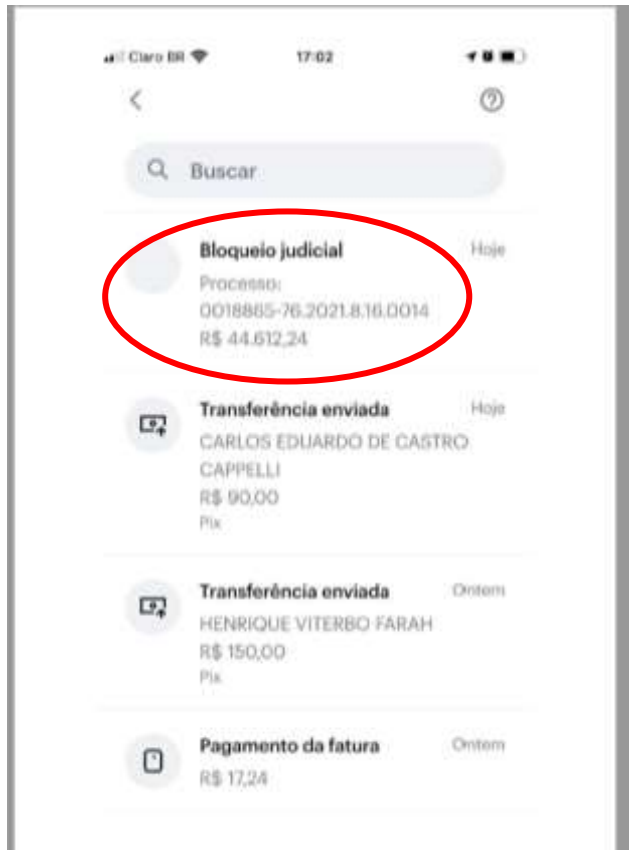 Claro BR 17:02
Buscar
Bloqueio judicial Hoje
Processo:
0018865-76.2021.8.16.0014
R$ 44.612,24
Transferência enviada Hoje
CARLOS EDUARDO DE CASTRO
CAPPELLI
R$ 90,00
Pix
Transferência enviada Ontem
HENRIQUE VITERBO FARAH
R$ 150,00
Pix
Pagamento da fatura Ontem
R$ 17,24